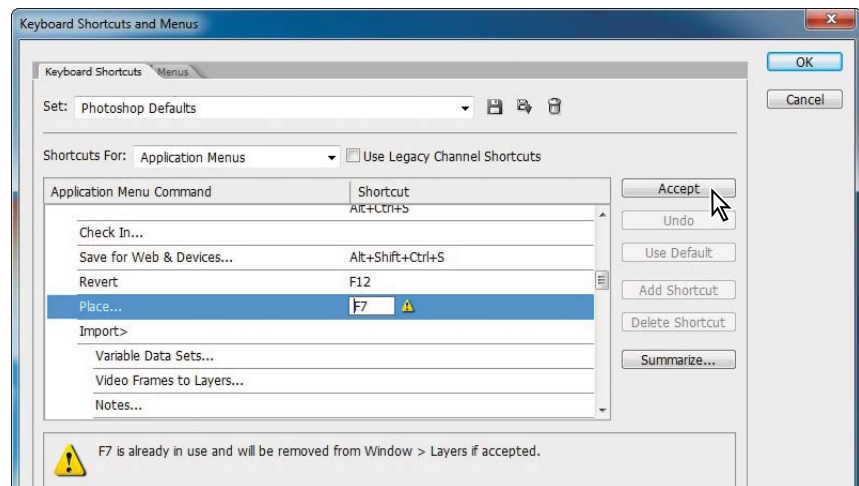 Keyboard Shortcuts and Menus
Keyboard Shortcuts Menus
OK
Set: Photoshop Defaults
Cancel
Shortcuts For: Application Menus Use Legacy Channel Shortcuts
Application Menu Command Shortcut
Accept
Alt+Ctrl+S
Check In...
Undo
Save for Web & Devices... Alt+Shift+Ctrl+S
Use Default
Revert F12
Add Shortcut
Place... F7
Delete Shortcut
Import>
Variable Data Sets...
Summarize...
Video Frames to Layers...
Notes...
F7 is already in use and will be removed from Window > Layers if accepted.